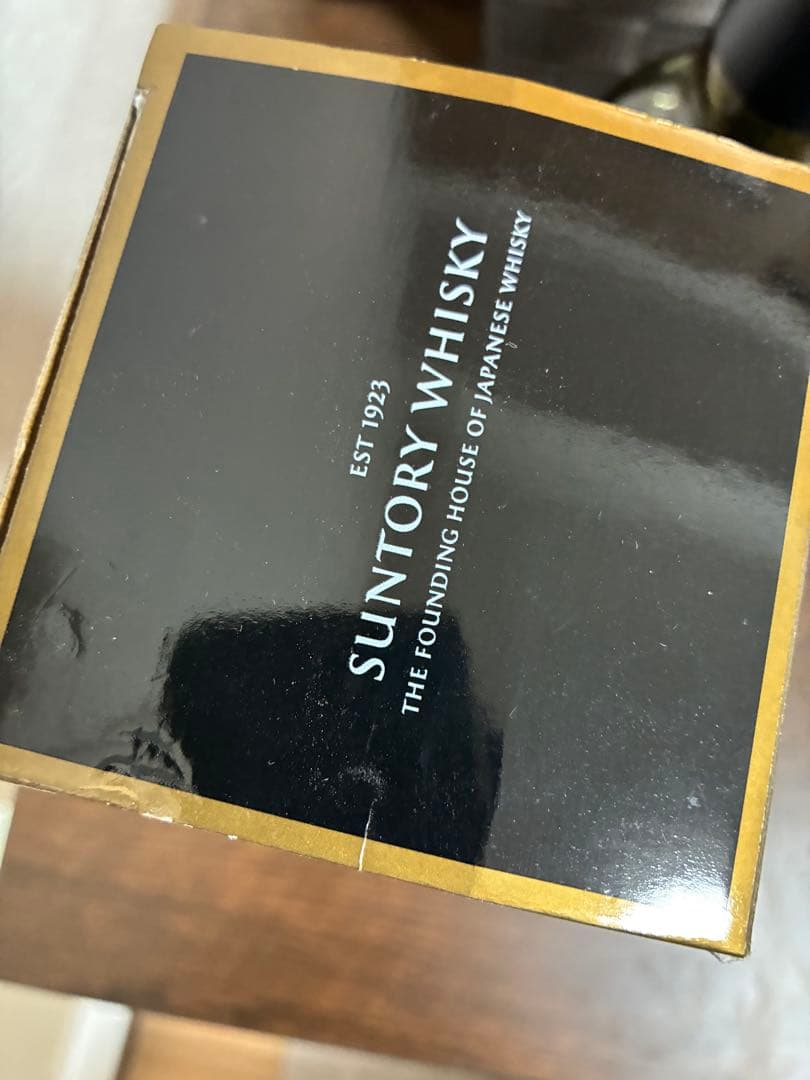 EST 1923
SUNTORY WHISKY
THE FOUNDING HOUSE OF JAPANESE WHISKY